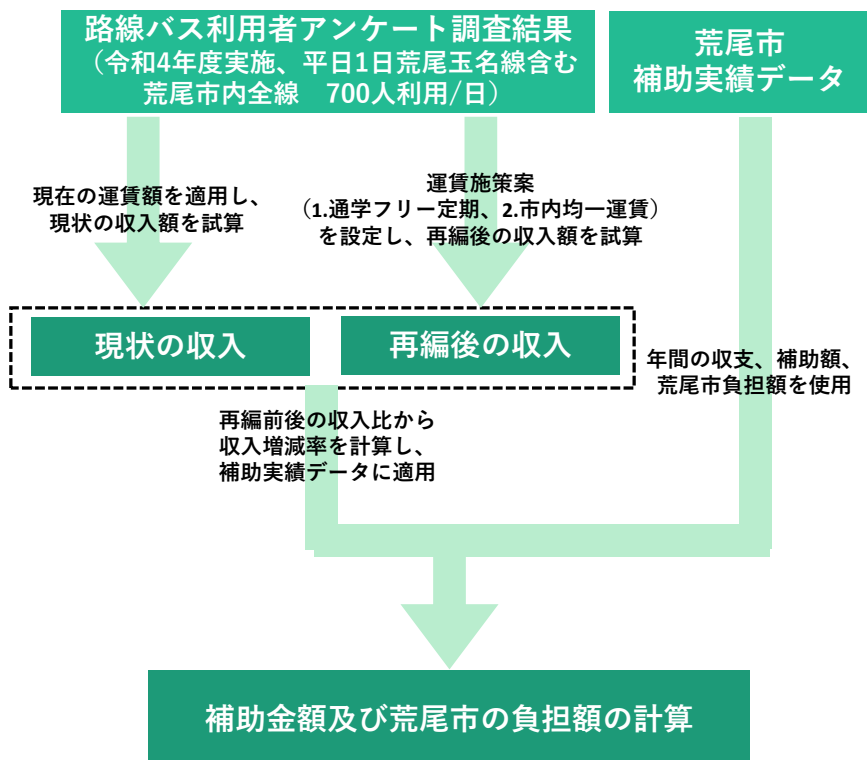 路線バス利用者アンケート調査結果
（令和4年度実施、平日1日荒尾玉名線含む
荒尾市内全線　700人利用/日）
荒尾市
補助実績データ
現在の運賃額を適用し、
現状の収入額を試算
運賃施策案
（1.通学フリー定期、2.市内均一運賃）
を設定し、再編後の収入額を試算
現状の収入
再編後の収入
年間の収支、補助額、
荒尾市負担額を使用
再編前後の収入比から
収入増減率を計算し、
補助実績データに適用
補助金額及び荒尾市の負担額の計算